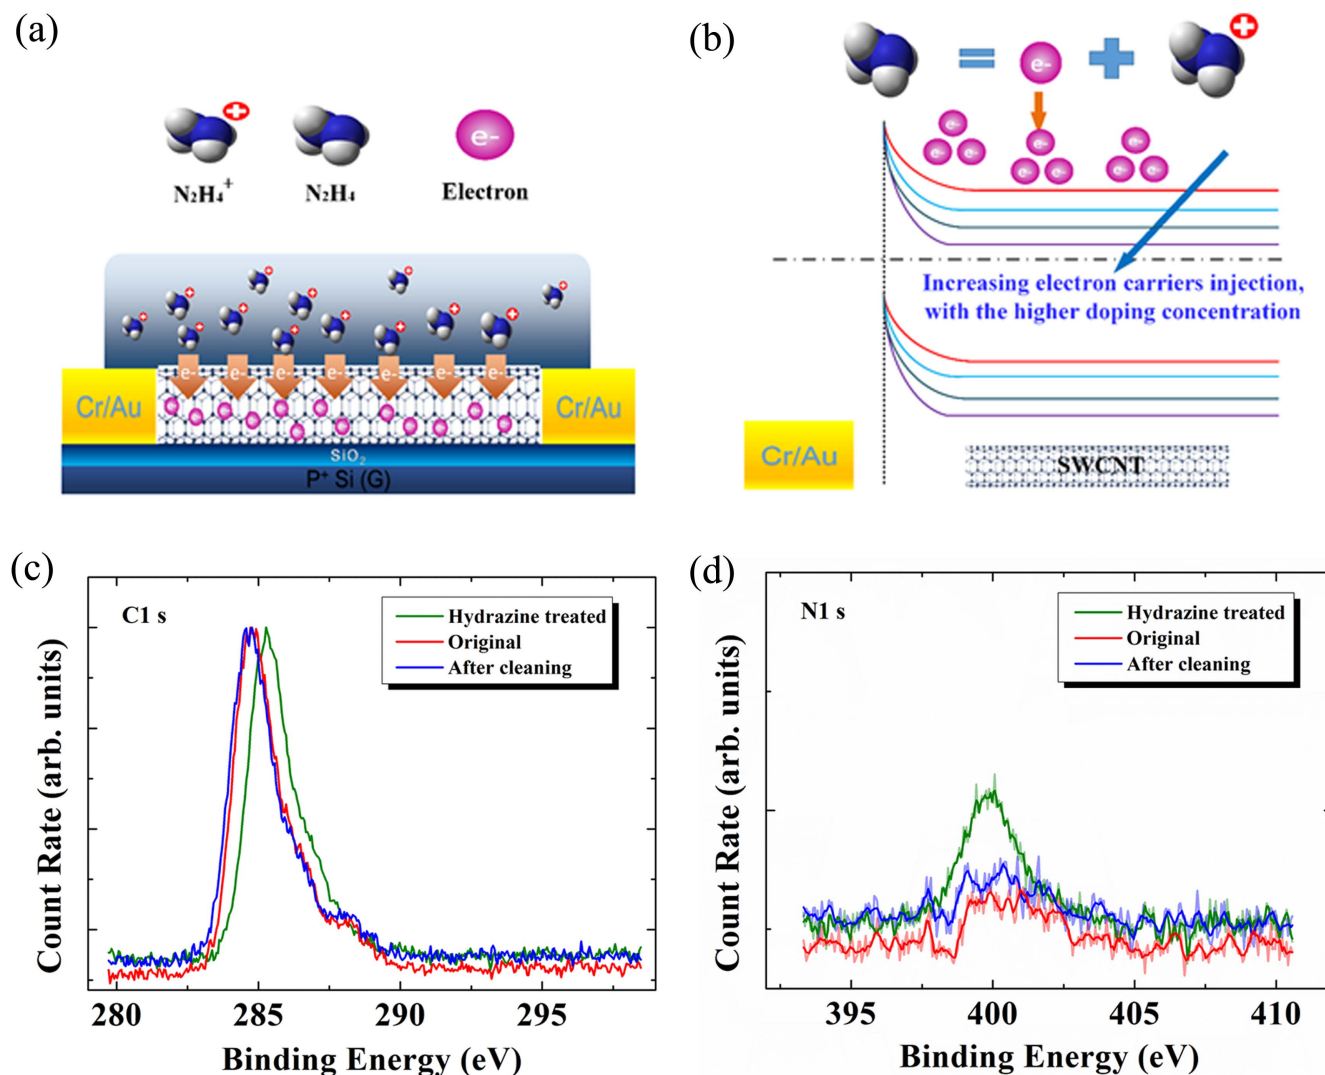 (a)
N₂H₄⁺
N₂H₄
e-
Electron
e- e- e- e- e- e- e-
Cr/Au
Cr/Au
SiO₂
P⁺ Si (G)
(b)
e-
e- e- e-
e- e- e- e- e- e-
Increasing electron carriers injection,
with the higher doping concentration
Cr/Au
SWCNT
(c)
C1 s
Hydrazine treated
Original
After cleaning
Count Rate (arb. units)
280 285 290 295
Binding Energy (eV)
(d)
N1 s
Hydrazine treated
Original
After cleaning
Count Rate (arb. units)
395 400 405 410
Binding Energy (eV)